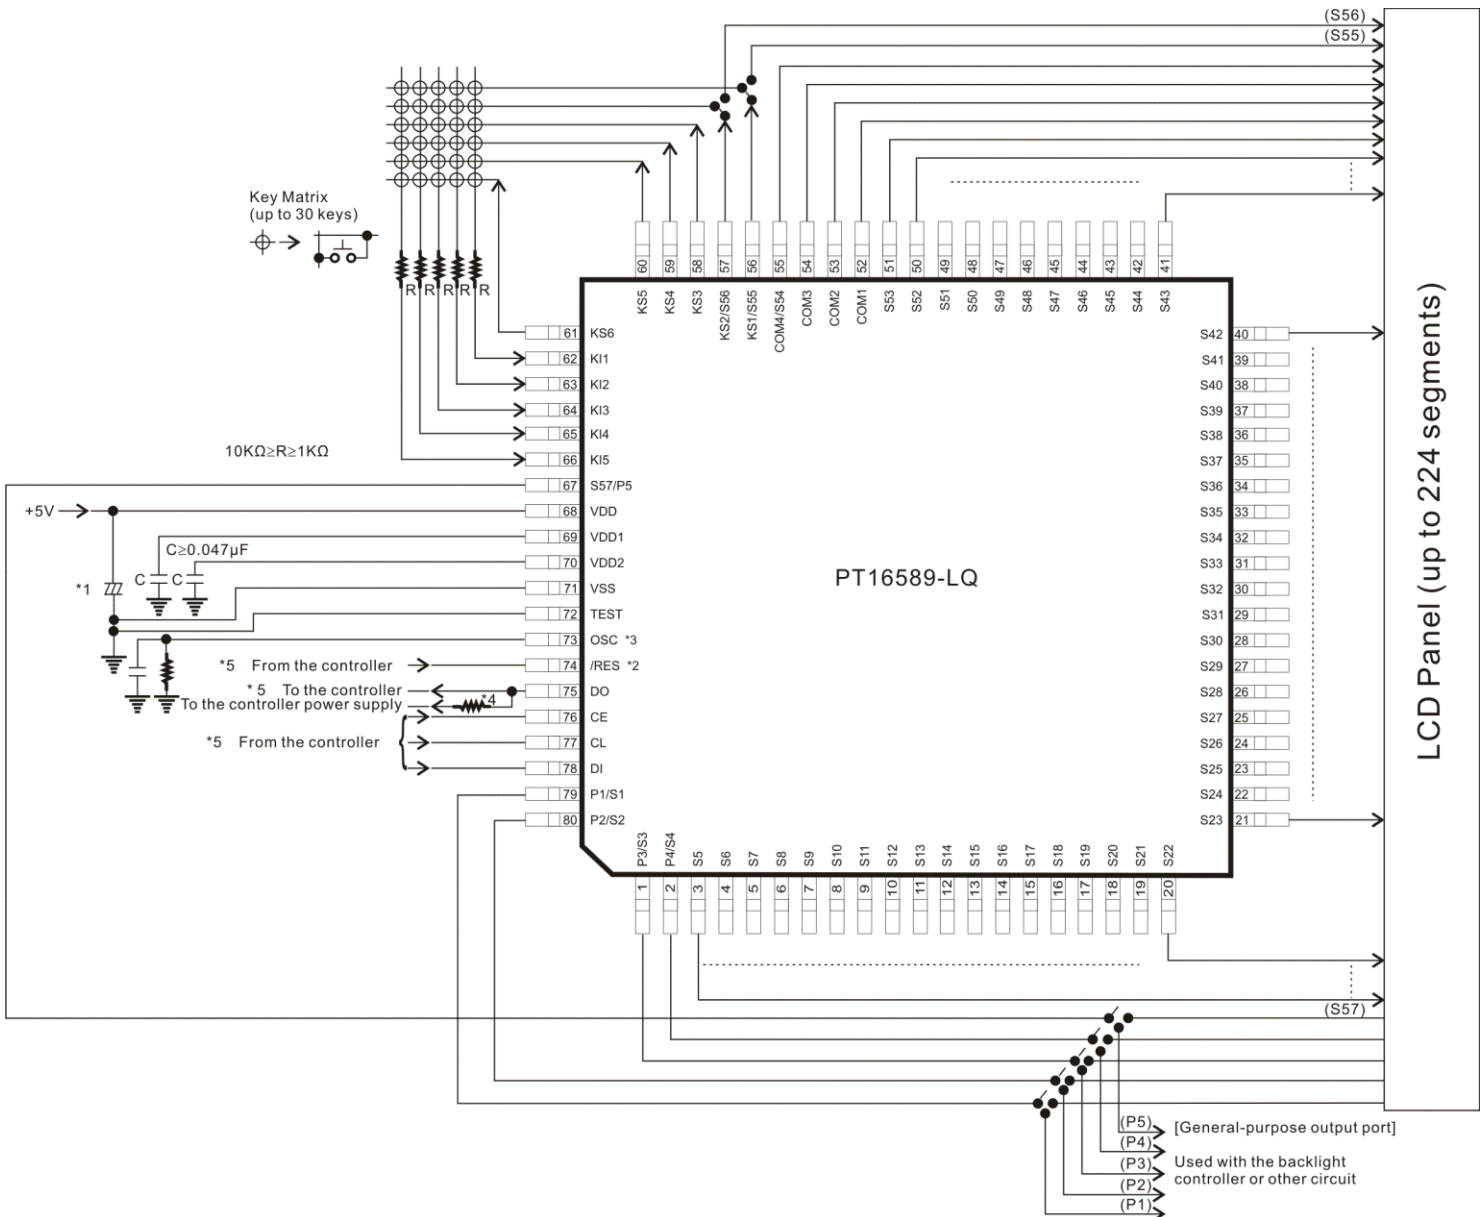 (S56)
(S55)
Key Matrix
(up to 30 keys)
R R R R R
10KΩ≥R≥1KΩ
60 59 58 57 56 55 54 53 52 51 50 49 48 47 46 45 44 43 42 41
KS5 KS4 KS3 KS2/S56 KS1/S55 COM4/S54 COM3 COM2 COM1 S53 S52 S51 S50 S49 S48 S47 S46 S45 S44 S43
61 KS6
62 KI1
63 KI2
64 KI3
65 KI4
66 KI5
67 S57/P5
+5V
68 VDD
69 VDD1
C≥0.047µF
70 VDD2
*1
C C
71 VSS
72 TEST
73 OSC *3
*5 From the controller
74 /RES *2
* 5 To the controller
75 DO
To the controller power supply
*4
76 CE
*5 From the controller
77 CL
78 DI
79 P1/S1
80 P2/S2
PT16589-LQ
S42 40
S41 39
S40 38
S39 37
S38 36
S37 35
S36 34
S35 33
S34 32
S33 31
S32 30
S31 29
S30 28
S29 27
S28 26
S27 25
S26 24
S25 23
S24 22
S23 21
LCD Panel (up to 224 segments)
P3/S3 P4/S4 S5 S6 S7 S8 S9 S10 S11 S12 S13 S14 S15 S16 S17 S18 S19 S20 S21 S22
1 2 3 4 5 6 7 8 9 10 11 12 13 14 15 16 17 18 19 20
(S57)
(P5)
[General-purpose output port]
(P4)
(P3)
Used with the backlight
controller or other circuit
(P2)
(P1)